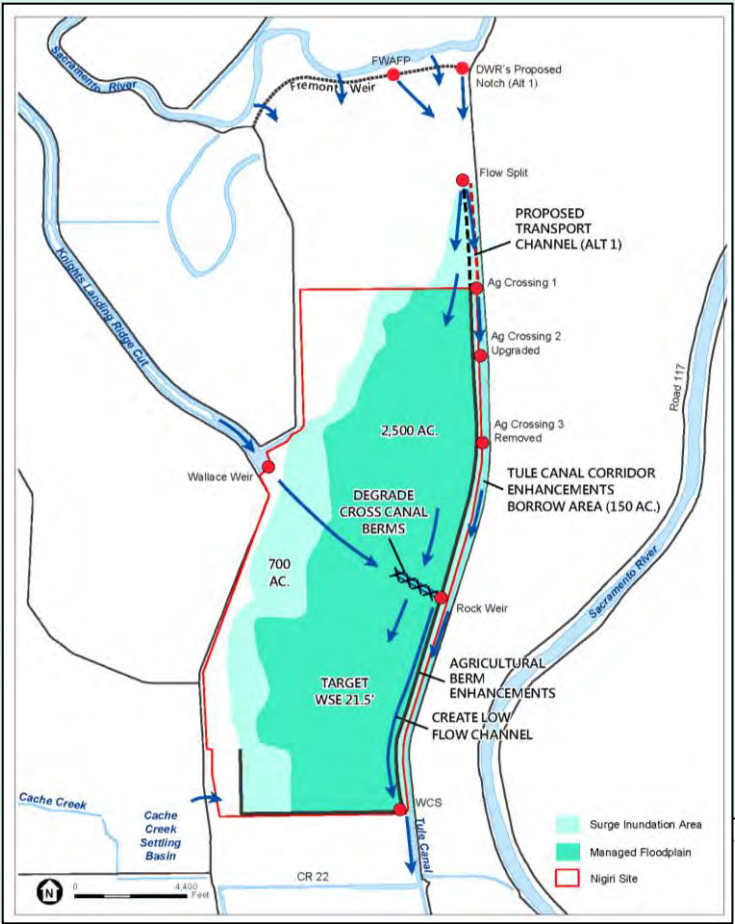 Sacramento River
FWAFP
Fremont Weir
DWR's Proposed
Notch (Alt 1)
Flow Split
PROPOSED
TRANSPORT
CHANNEL (ALT 1)
Knights Landing Ridge Cut
Ag Crossing 1
Ag Crossing 2
Upgraded
Road 117
2,500 AC.
Ag Crossing 3
Removed
Wallace Weir
TULE CANAL CORRIDOR
ENHANCEMENTS
BORROW AREA (150 AC.)
DEGRADE
CROSS CANAL
BERMS
700
AC.
Sacramento River
Rock Weir
AGRICULTURAL
BERM
ENHANCEMENTS
TARGET
WSE 21.5'
CREATE LOW
FLOW CHANNEL
Cache Creek
Cache
Creek
Settling
Basin
WCS
Tule Canal
Surge Inundation Area
Managed Floodplain
Nigiri Site
N
0 4,400
Feet
CR 22